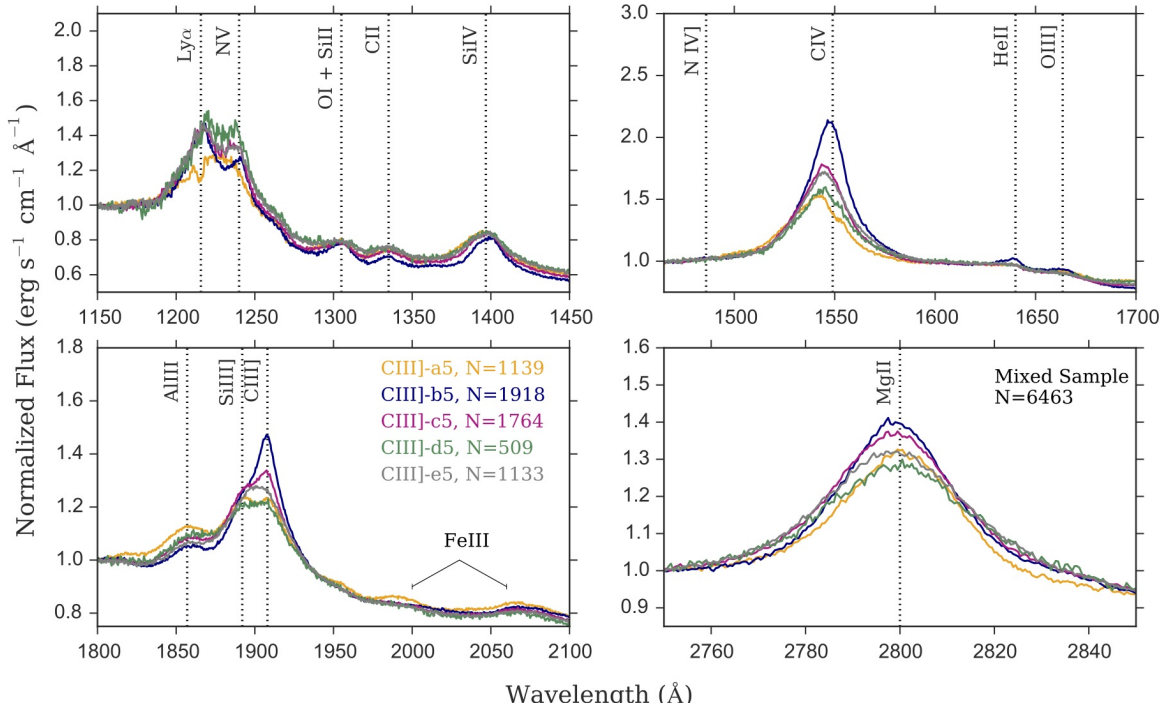 Normalized Flux (erg s⁻¹ cm⁻¹ Å⁻¹)
2.0
1.8
1.6
1.4
1.2
1.0
0.8
0.6
Lyα
NV
OI + SiII
CII
SiIV
1150 1200 1250 1300 1350 1400 1450
3.0
2.5
2.0
1.5
1.0
N IV]
CIV
HeII
OIII]
1500 1550 1600 1650 1700
1.8
1.6
1.4
1.2
1.0
0.8
AlIII
SiIII]
CIII]
CIII]-a5, N=1139
CIII]-b5, N=1918
CIII]-c5, N=1764
CIII]-d5, N=509
CIII]-e5, N=1133
FeIII
1800 1850 1900 1950 2000 2050 2100
1.6
1.5
1.4
1.3
1.2
1.1
1.0
0.9
MgII
Mixed Sample
N=6463
2760 2780 2800 2820 2840
Wavelength (Å)